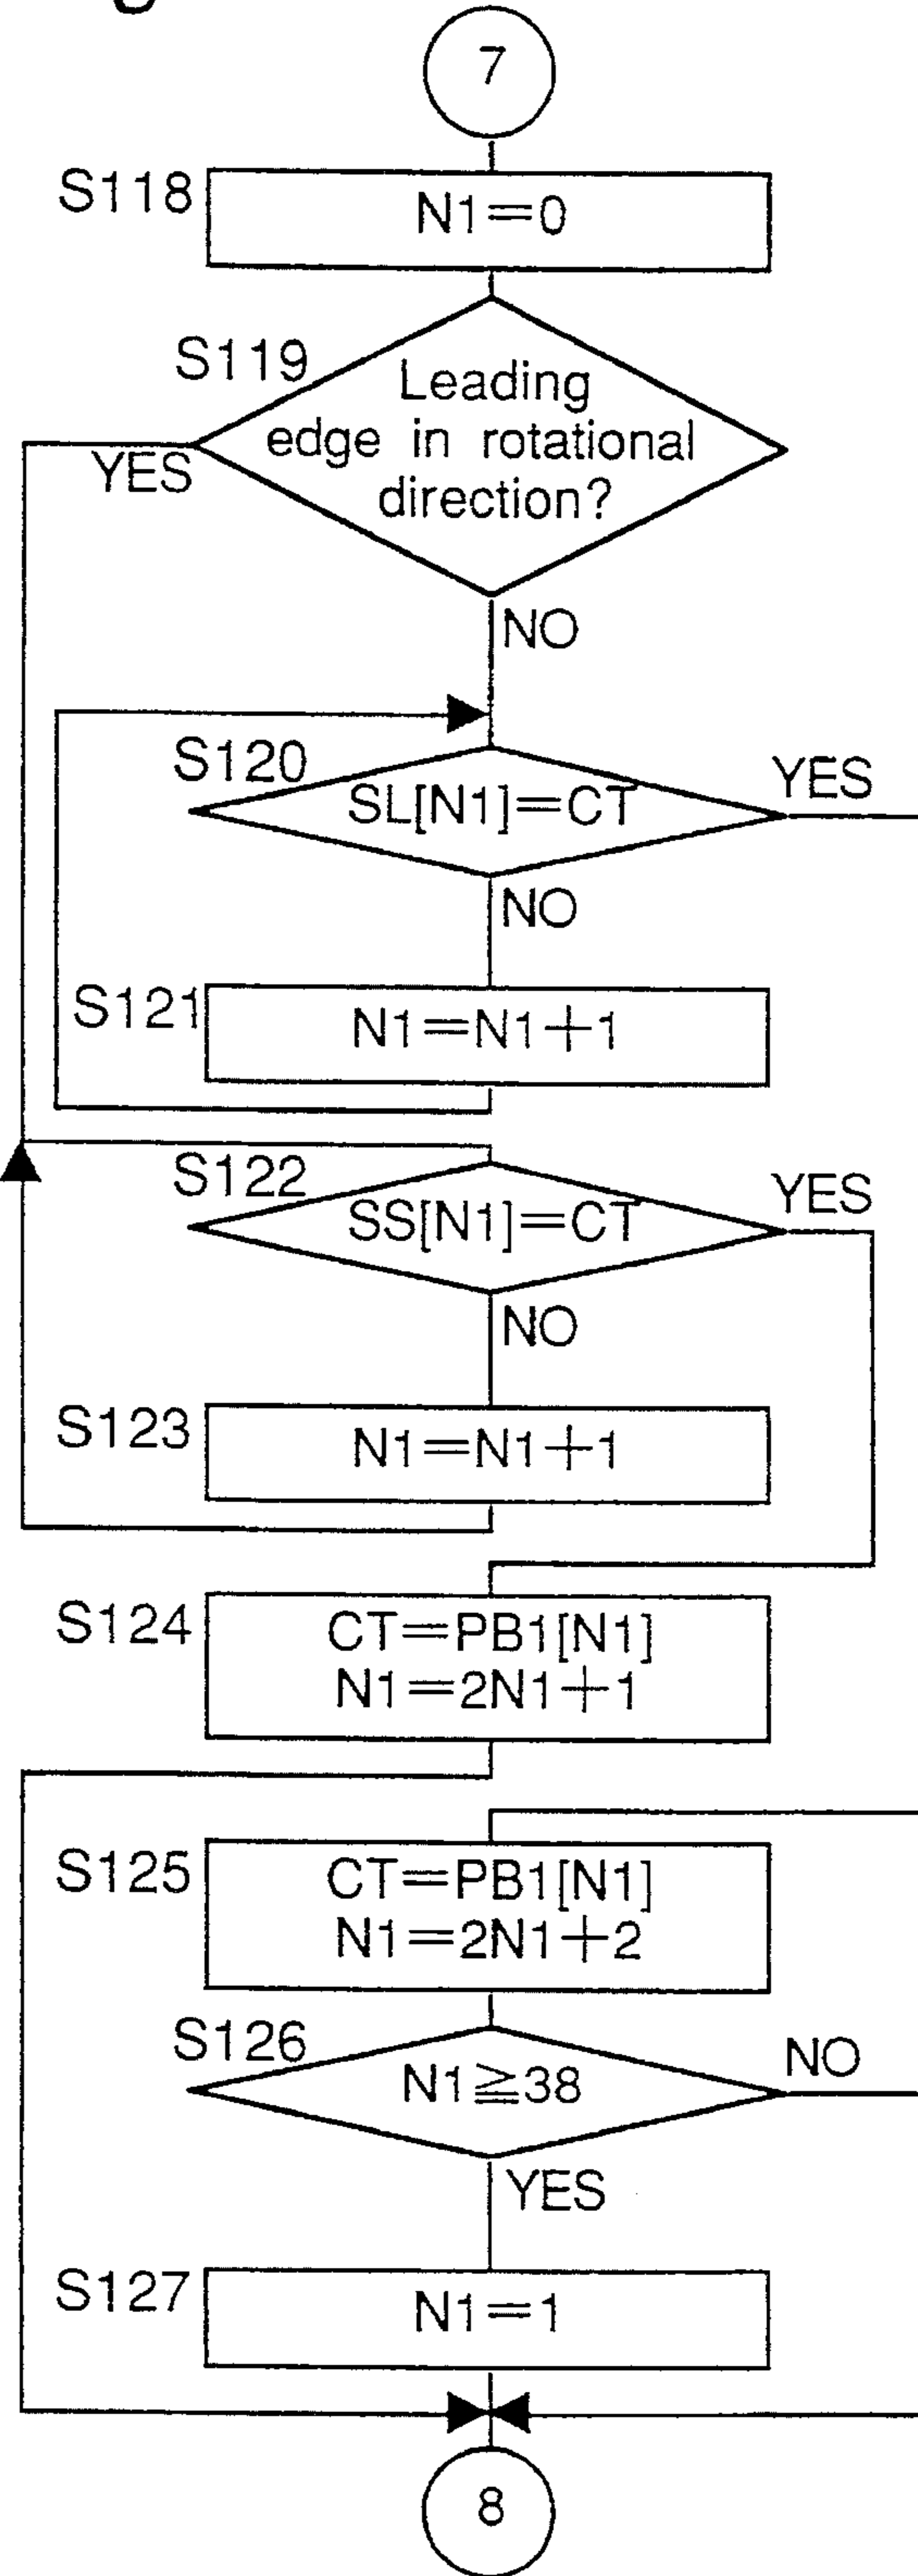 7
S118
N1=0
S119
Leading
edge in rotational
direction?
YES
NO
S120
SL[N1]=CT
YES
NO
S121
N1=N1+1
S122
SS[N1]=CT
YES
NO
S123
N1=N1+1
S124
CT=PB1[N1]
N1=2N1+1
S125
CT=PB1[N1]
N1=2N1+2
S126
N1≧38
NO
YES
S127
N1=1
8